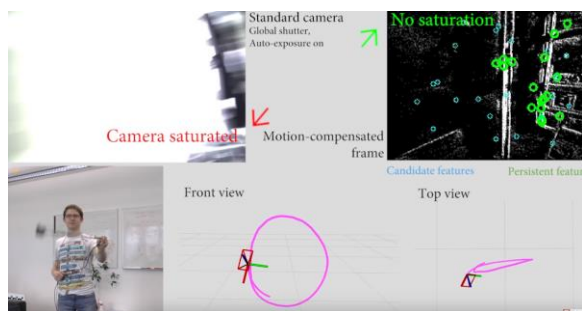 Standard camera
Global shutter,
Auto-exposure on
No saturation
Camera saturated
Motion-compensated
frame
Candidate features
Persistent featur
Front view
Top view